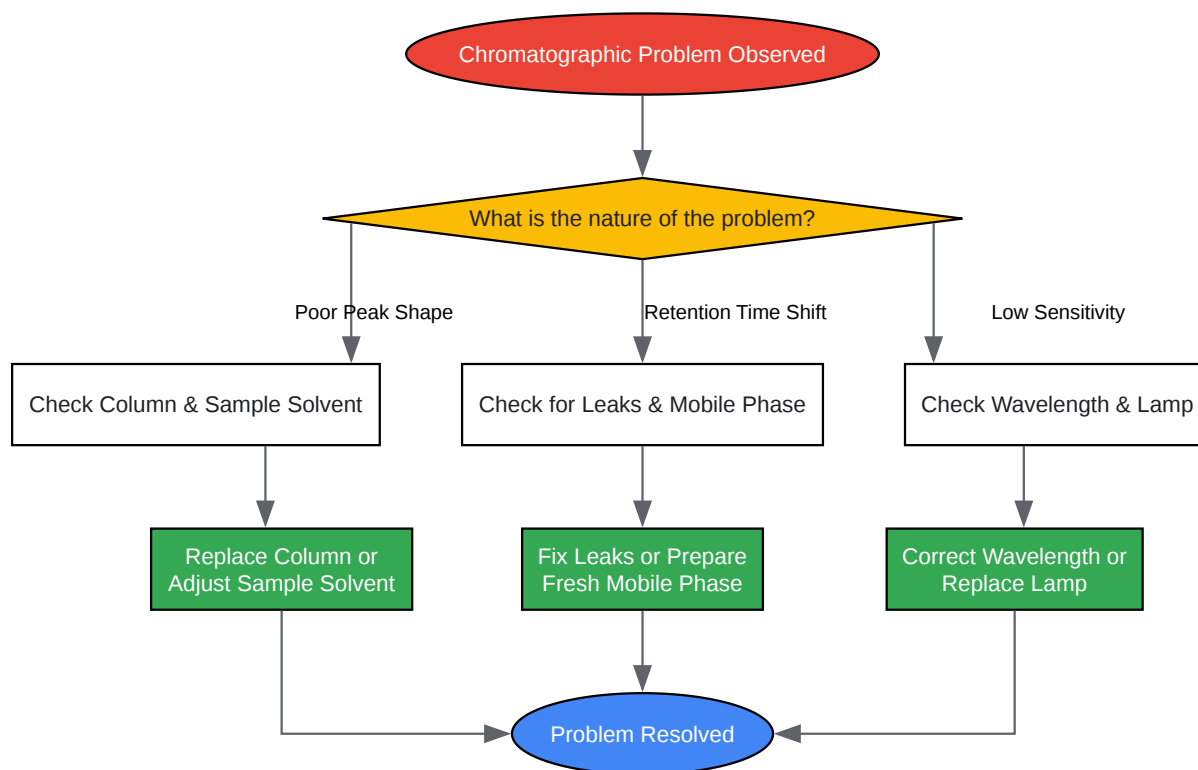 Chromatographic Problem Observed
What is the nature of the problem?
Poor Peak Shape
Retention Time Shift
Low Sensitivity
Check Column & Sample Solvent
Check for Leaks & Mobile Phase
Check Wavelength & Lamp
Replace Column or
Adjust Sample Solvent
Fix Leaks or Prepare
Fresh Mobile Phase
Correct Wavelength or
Replace Lamp
Problem Resolved